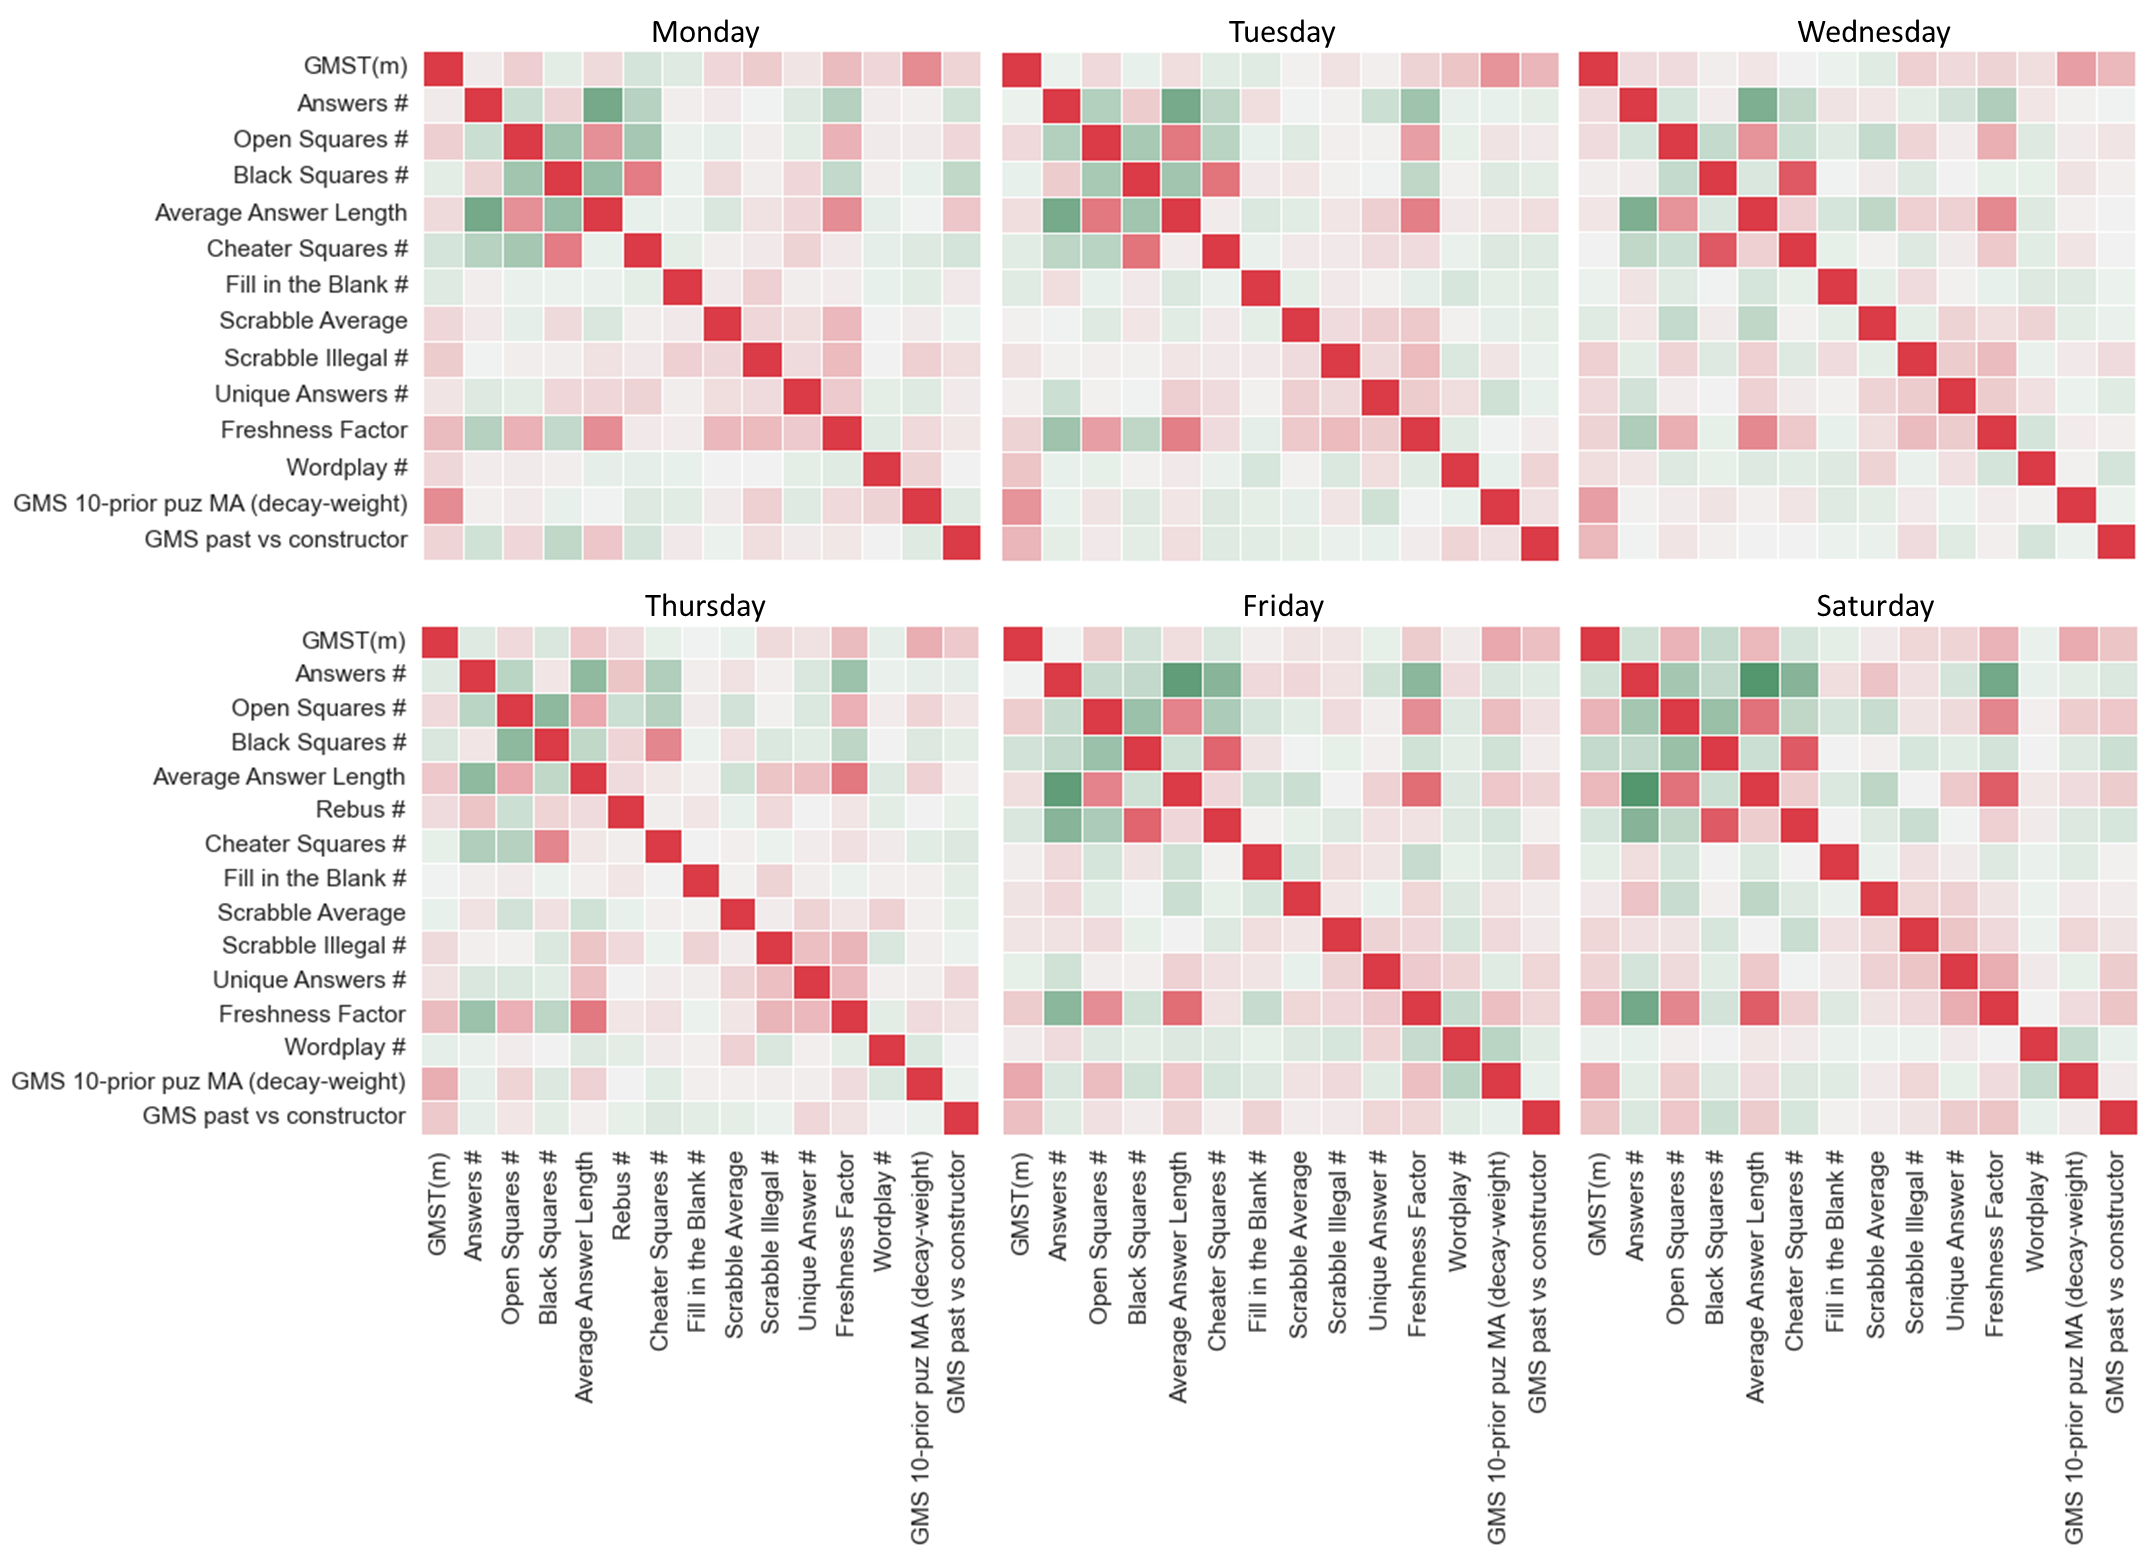 Monday
Tuesday
Wednesday
GMST(m)
Answers #
Open Squares #
Black Squares #
Average Answer Length
Cheater Squares #
Fill in the Blank #
Scrabble Average
Scrabble Illegal #
Unique Answers #
Freshness Factor
Wordplay #
GMS 10-prior puz MA (decay-weight)
GMS past vs constructor
Thursday
Friday
Saturday
GMST(m)
Answers #
Open Squares #
Black Squares #
Average Answer Length
Rebus #
Cheater Squares #
Fill in the Blank #
Scrabble Average
Scrabble Illegal #
Unique Answers #
Freshness Factor
Wordplay #
GMS 10-prior puz MA (decay-weight)
GMS past vs constructor
GMST(m)
Answers #
Open Squares #
Black Squares #
Average Answer Length
Rebus #
Cheater Squares #
Fill in the Blank #
Scrabble Average
Scrabble Illegal #
Unique Answer #
Freshness Factor
Wordplay #
GMS 10-prior puz MA (decay-weight)
GMS past vs constructor
GMST(m)
Answers #
Open Squares #
Black Squares #
Average Answer Length
Cheater Squares #
Fill in the Blank #
Scrabble Average
Scrabble Illegal #
Unique Answer #
Freshness Factor
Wordplay #
GMS 10-prior puz MA (decay-weight)
GMS past vs constructor
GMST(m)
Answers #
Open Squares #
Black Squares #
Average Answer Length
Cheater Squares #
Fill in the Blank #
Scrabble Average
Scrabble Illegal #
Unique Answer #
Freshness Factor
Wordplay #
GMS 10-prior puz MA (decay-weight)
GMS past vs constructor